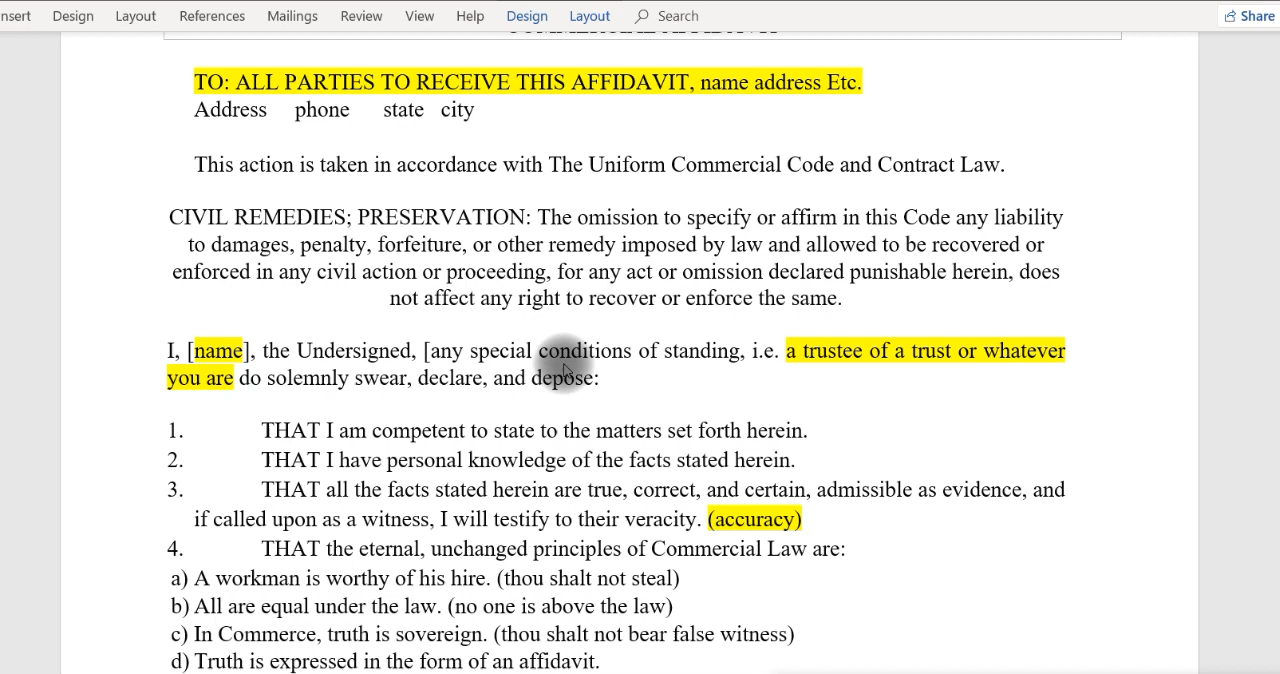 nsert Design Layout References Mailings Review View Help Design Layout Search Share
COMMERCIAL AFFIDAVIT
TO: ALL PARTIES TO RECEIVE THIS AFFIDAVIT, name address Etc.
Address phone state city
This action is taken in accordance with The Uniform Commercial Code and Contract Law.
CIVIL REMEDIES; PRESERVATION: The omission to specify or affirm in this Code any liability
to damages, penalty, forfeiture, or other remedy imposed by law and allowed to be recovered or
enforced in any civil action or proceeding, for any act or omission declared punishable herein, does
not affect any right to recover or enforce the same.
I, [name], the Undersigned, [any special conditions of standing, i.e. a trustee of a trust or whatever
you are do solemnly swear, declare, and depose:
1. THAT I am competent to state to the matters set forth herein.
2. THAT I have personal knowledge of the facts stated herein.
3. THAT all the facts stated herein are true, correct, and certain, admissible as evidence, and
if called upon as a witness, I will testify to their veracity. (accuracy)
4. THAT the eternal, unchanged principles of Commercial Law are:
a) A workman is worthy of his hire. (thou shalt not steal)
b) All are equal under the law. (no one is above the law)
c) In Commerce, truth is sovereign. (thou shalt not bear false witness)
d) Truth is expressed in the form of an affidavit.